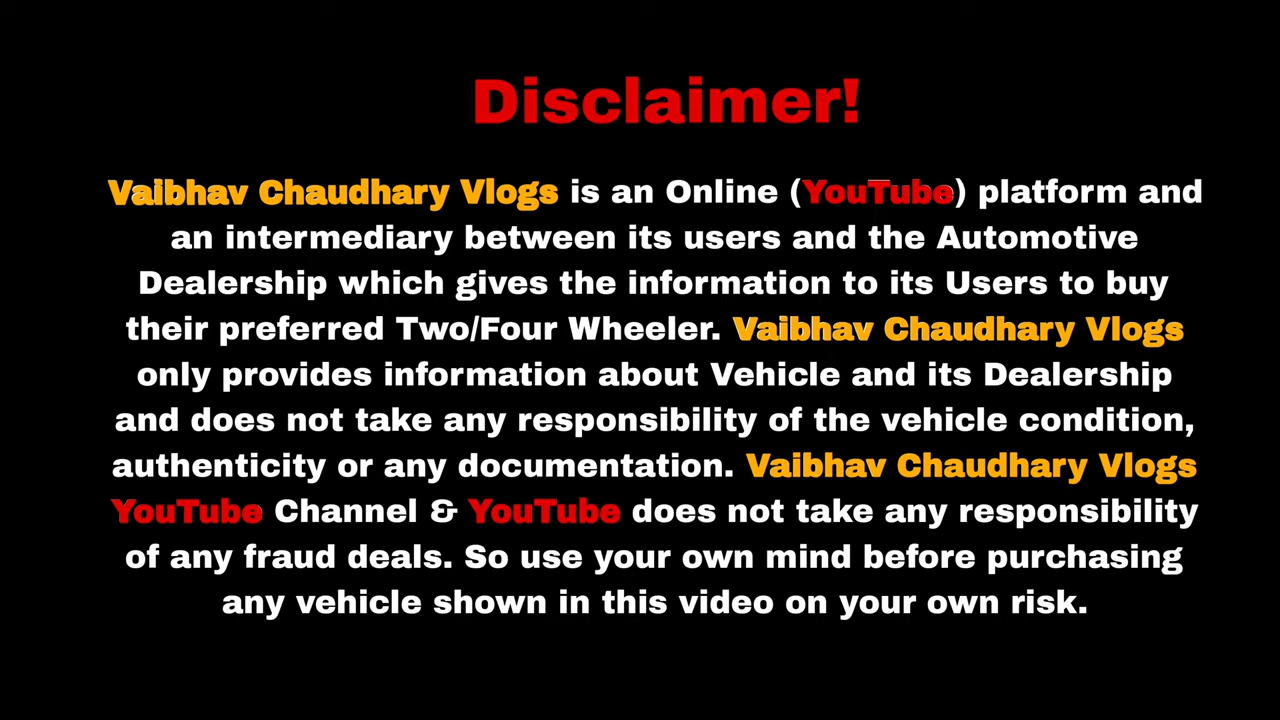 Disclaimer!
Vaibhav Chaudhary Vlogs is an Online (YouTube) platform and
an intermediary between its users and the Automotive
Dealership which gives the information to its Users to buy
their preferred Two/Four Wheeler. Vaibhav Chaudhary Vlogs
only provides information about Vehicle and its Dealership
and does not take any responsibility of the vehicle condition,
authenticity or any documentation. Vaibhav Chaudhary Vlogs
YouTube Channel & YouTube does not take any responsibility
of any fraud deals. So use your own mind before purchasing
any vehicle shown in this video on your own risk.